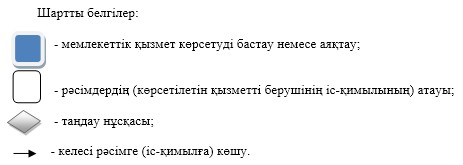 Шартты белгілер:
- мемлекеттік қызмет көрсетуді бастау немесе аяқтау;
- рәсімдердің (көрсетілетін қызметті берушінің іс-қимылының) атауы;
- таңдау нұсқасы;
- келесі рәсімге (іс-қимылға) көшу.